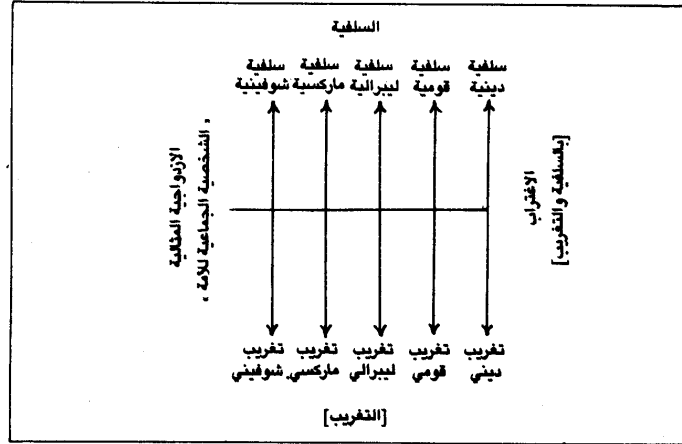 السلفية
سلفية سلفية سلفية سلفية سلفية
دينية قومية ليبرالية ماركسية شوفينية
الاغتراب
[بالسلفية والتغريب]
الازدواجية المثالية
« الشخصية الجماعية للامة »
تغريب تغريب تغريب تغريب تغريب
ديني قومي ليبرالي ماركسي شوفيني
[التغريب]